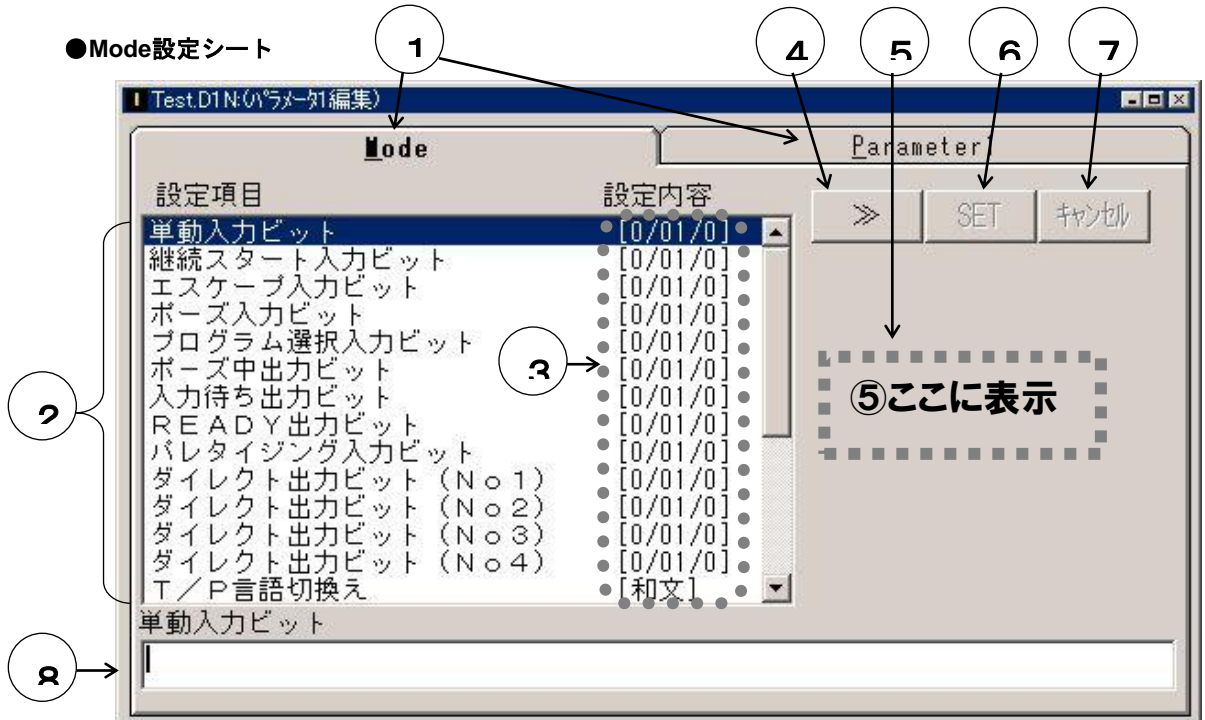 ●Mode設定シート
1
4
5
6
7
Test.D1N:(パラメータ1編集)
Mode
Parameter1
設定項目
設定内容
≫
SET
キャンセル
単動入力ビット [0/01/0]
継続スタート入力ビット [0/01/0]
エスケープ入力ビット [0/01/0]
ポーズ入力ビット [0/01/0]
プログラム選択入力ビット [0/01/0]
ポーズ中出力ビット [0/01/0]
入力待ち出力ビット [0/01/0]
READY出力ビット [0/01/0]
パレタイジング入力ビット [0/01/0]
ダイレクト出力ビット(No1) [0/01/0]
ダイレクト出力ビット(No2) [0/01/0]
ダイレクト出力ビット(No3) [0/01/0]
ダイレクト出力ビット(No4) [0/01/0]
T/P言語切換え [和文]
2
3
⑤ここに表示
単動入力ビット
8